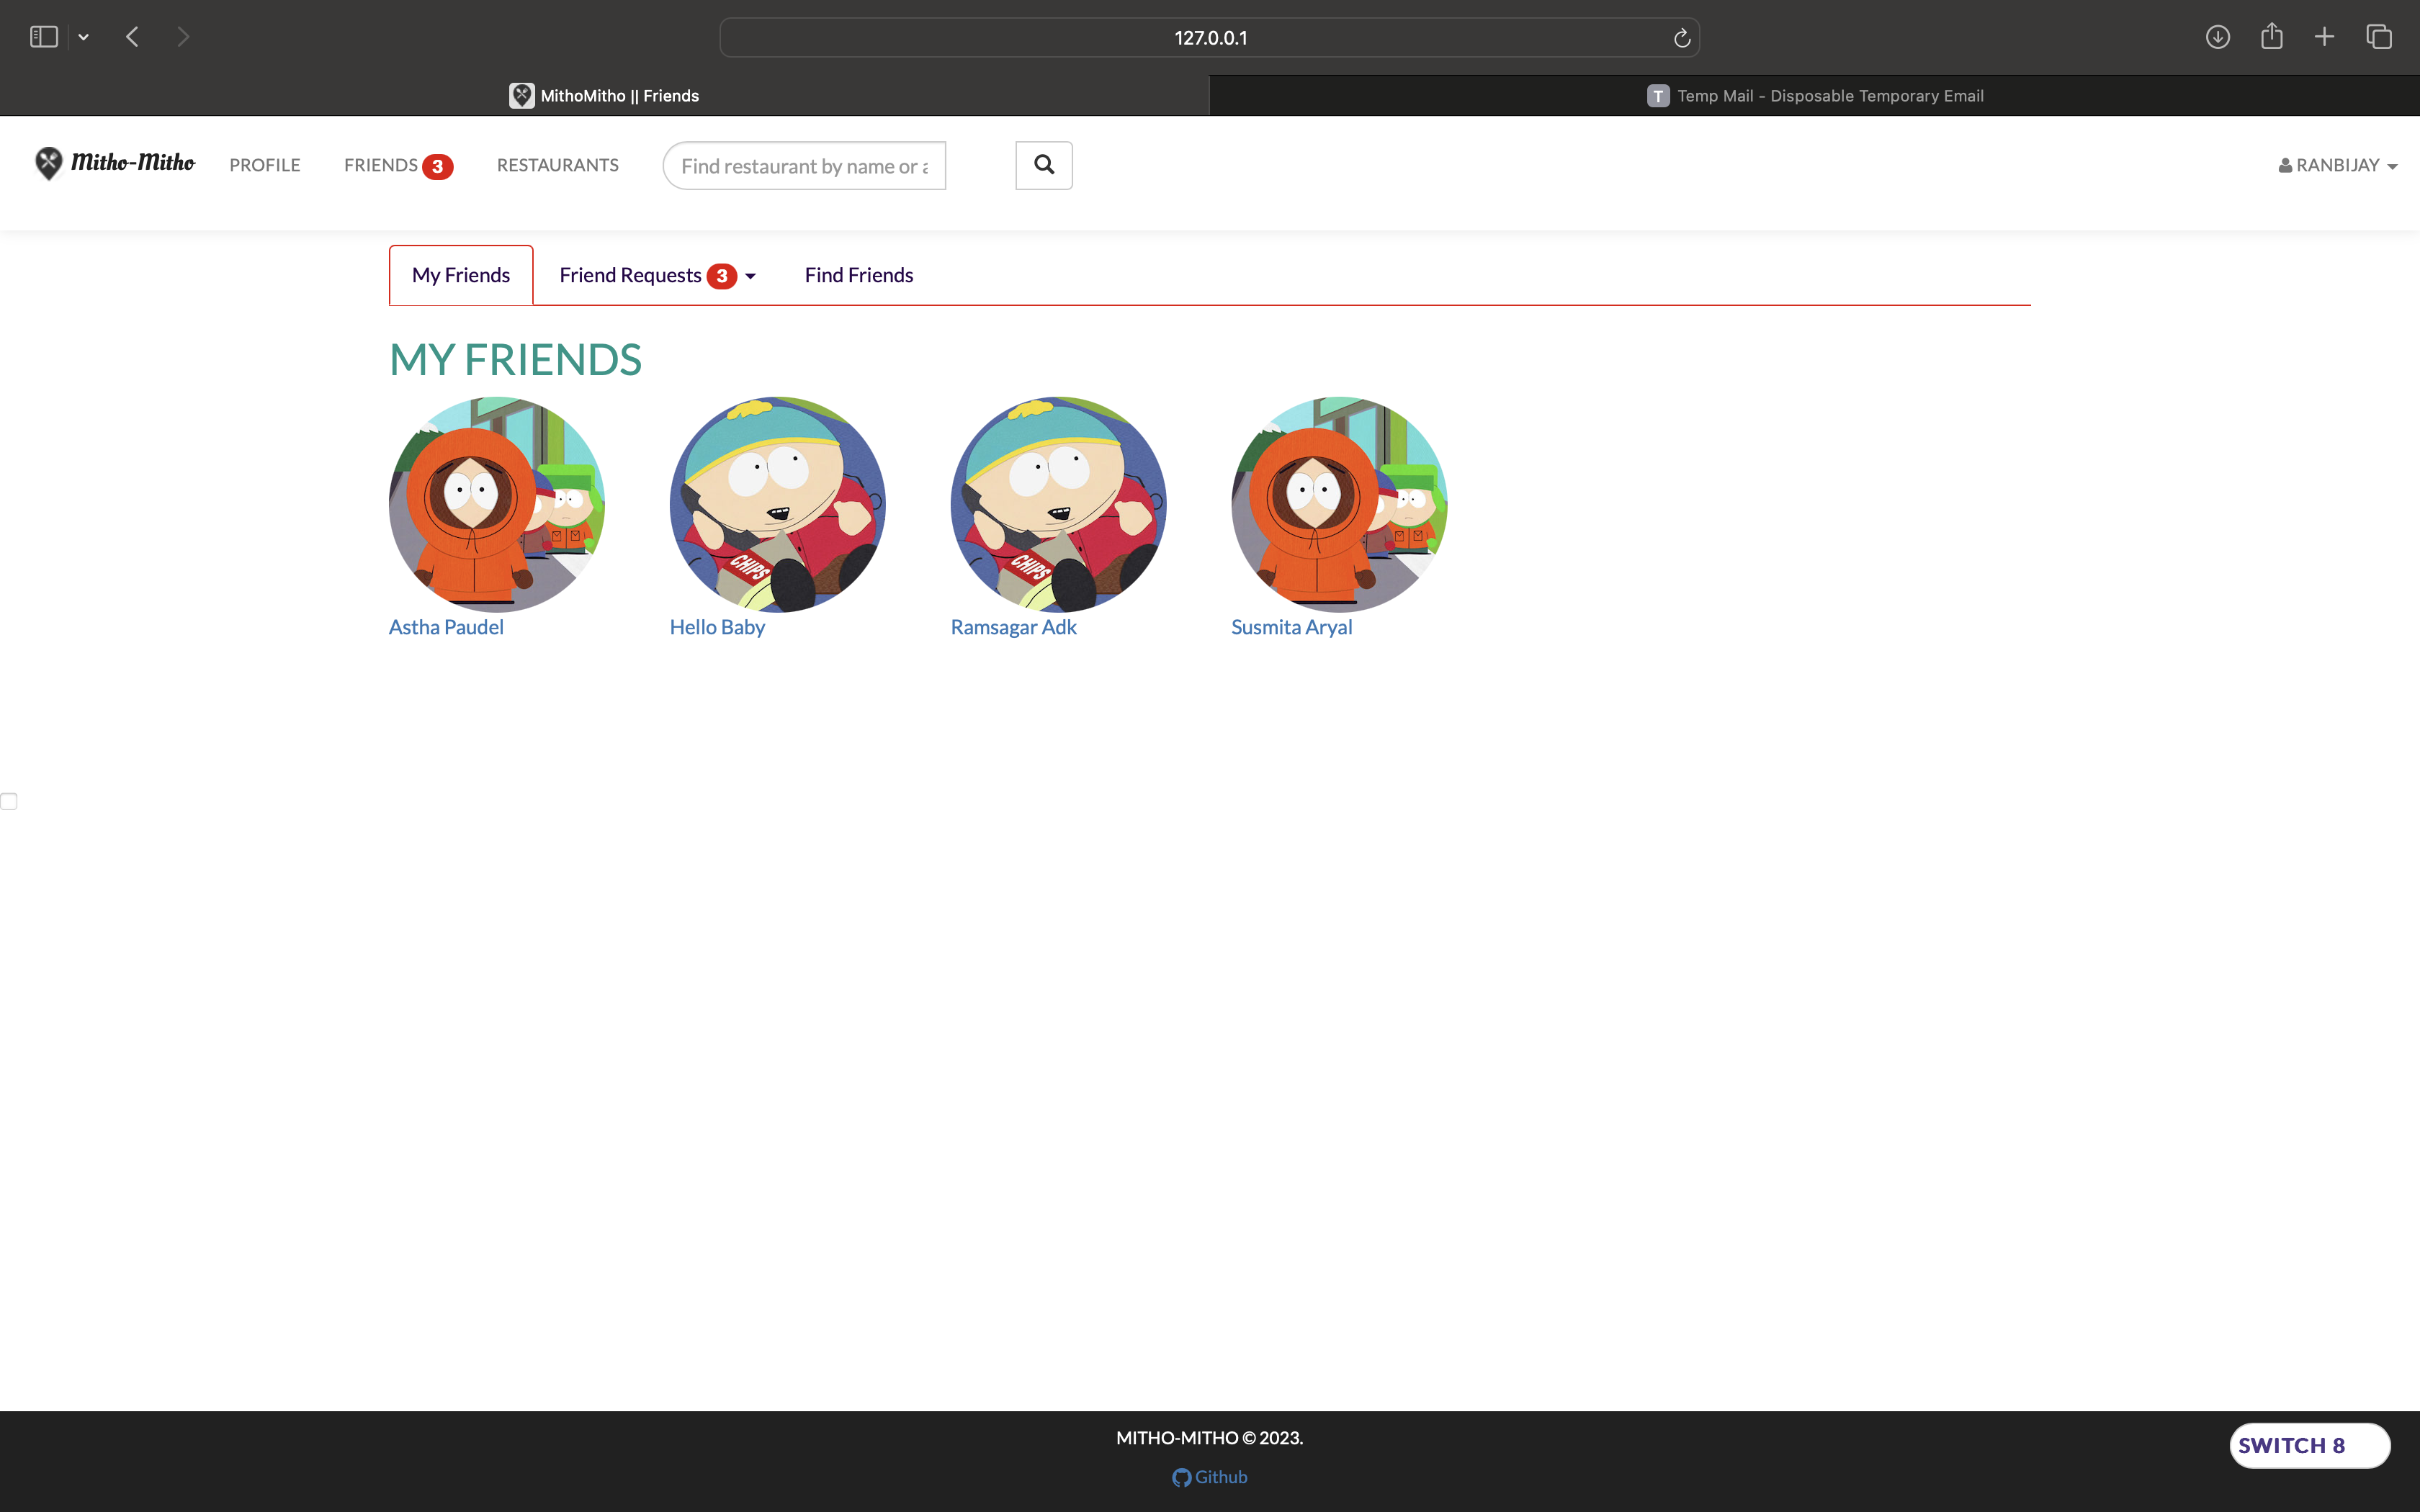 127.0.0.1
MithoMitho || Friends
T Temp Mail - Disposable Temporary Email
Mitho-Mitho PROFILE FRIENDS 3 RESTAURANTS Find restaurant by name or a RANBIJAY
My Friends Friend Requests 3 Find Friends
MY FRIENDS
CHIPS CHIPS
Astha Paudel Hello Baby Ramsagar Adk Susmita Aryal
MITHO-MITHO © 2023.
SWITCH 8
Github